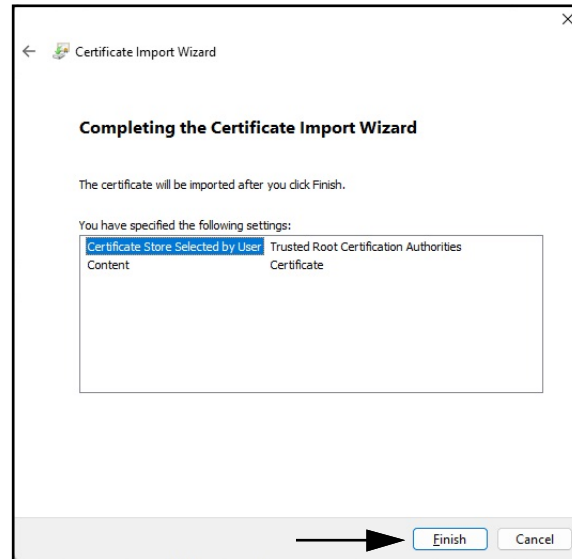 Certificate Import Wizard
Completing the Certificate Import Wizard
The certificate will be imported after you click Finish.
You have specified the following settings:
Certificate Store Selected by User Trusted Root Certification Authorities
Content Certificate
Finish Cancel